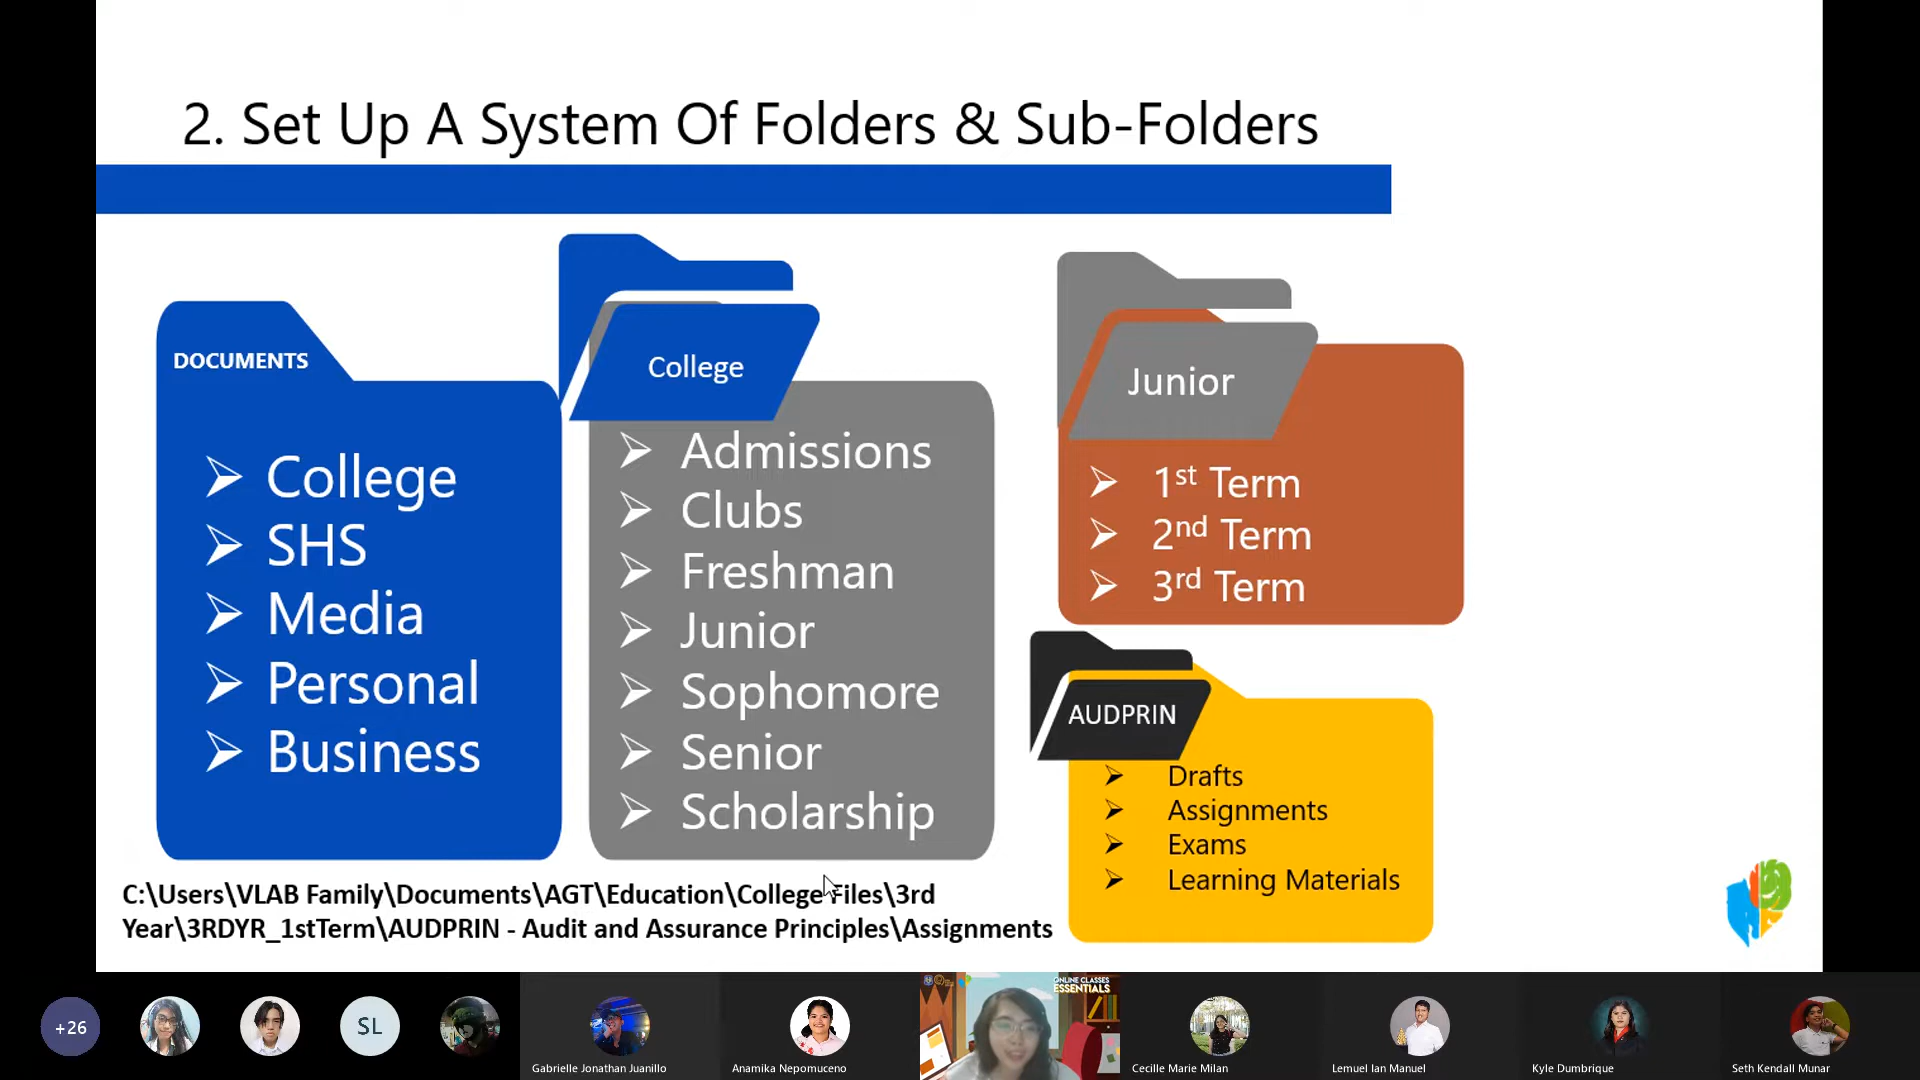 2. Set Up A System Of Folders & Sub-Folders
DOCUMENTS
College
SHS
Media
Personal
Business
College
Admissions
Clubs
Freshman
Junior
Sophomore
Senior
Scholarship
Junior
1st Term
2nd Term
3rd Term
AUDPRIN
Drafts
Assignments
Exams
Learning Materials
C:\Users\VLAB Family\Documents\AGT\Education\College Files\3rd
Year\3RDYR_1stTerm\AUDPRIN - Audit and Assurance Principles\Assignments
+26
SL
Gabrielle Jonathan Juanillo
Anamika Nepomuceno
ONLINE CLASSES
ESSENTIALS
Cecille Marie Milan
Lemuel Ian Manuel
Kyle Dumbrique
Seth Kendall Munar